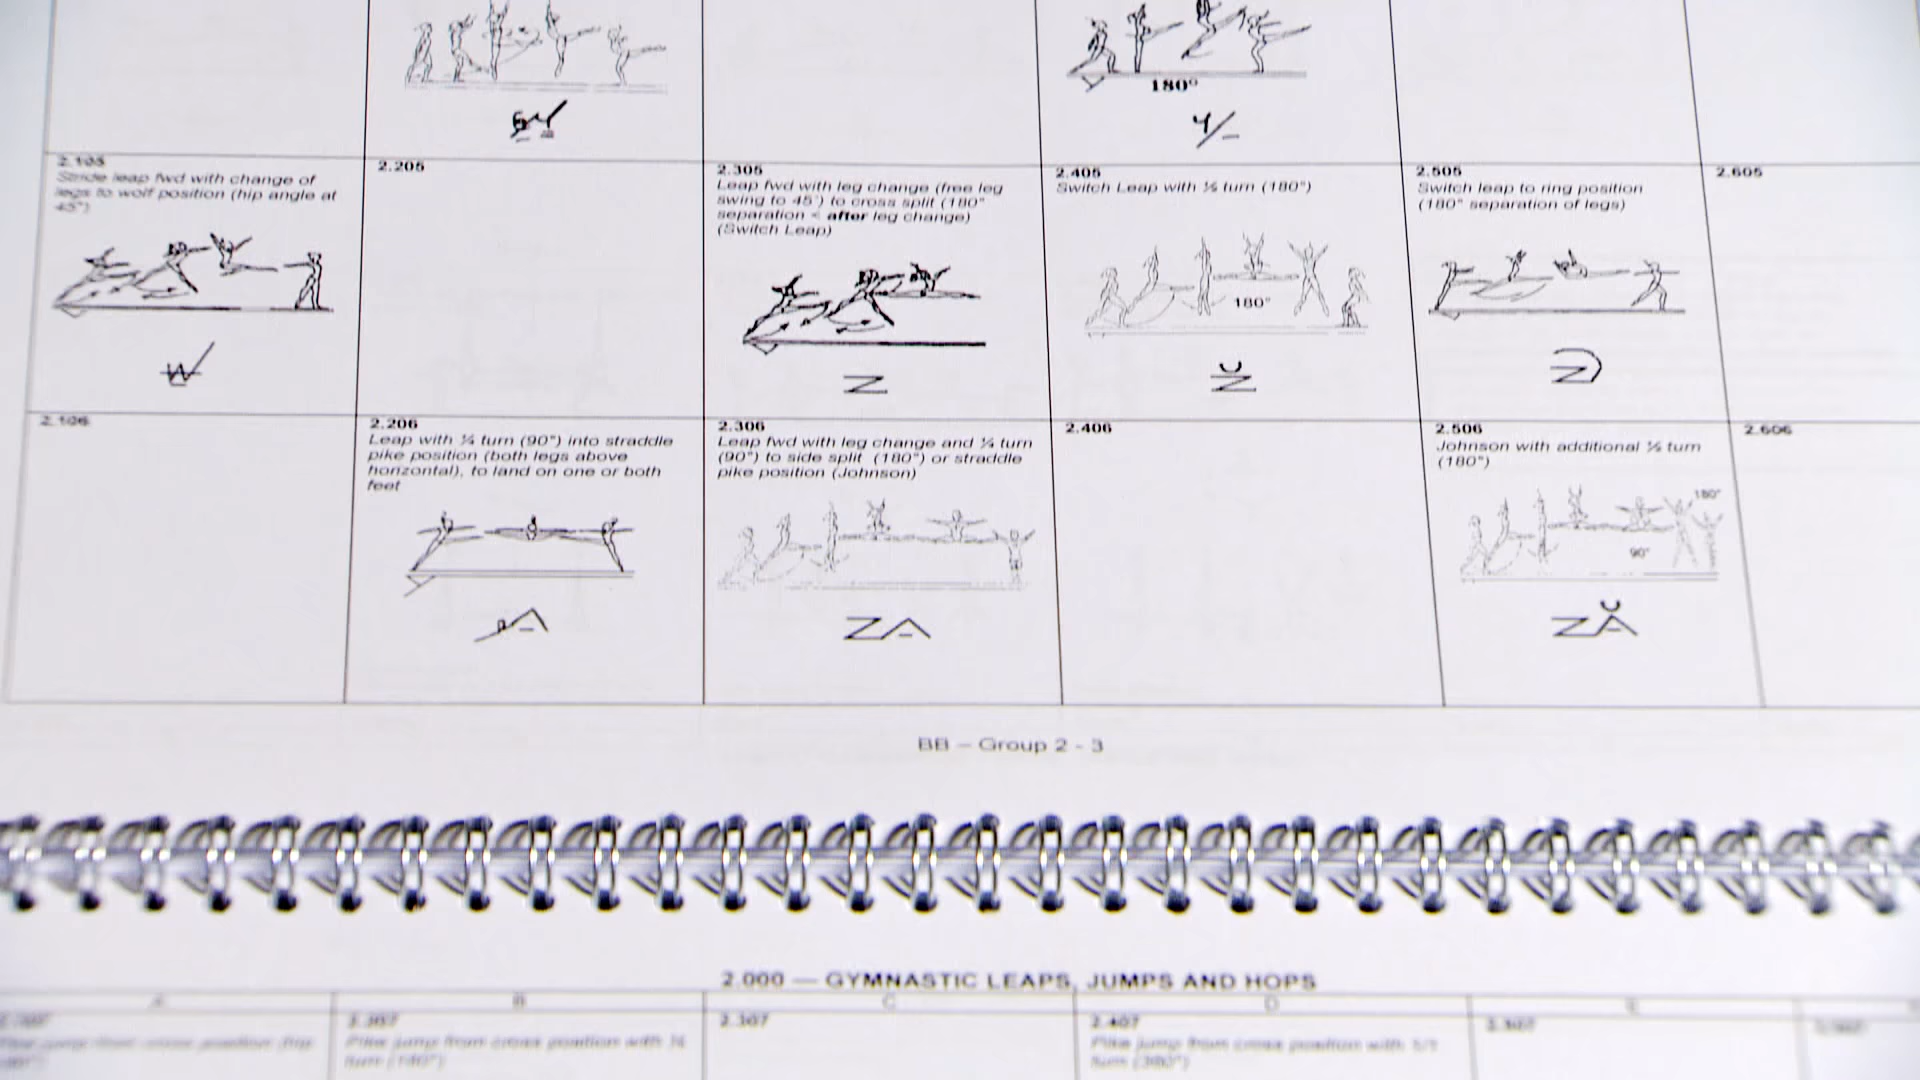 180°
2.105
Stride leap fwd with change of
legs to wolf position (hip angle at
45°)
2.205
2.305
Leap fwd with leg change (free leg
swing to 45°) to cross split (180°
separation < after leg change)
(Switch Leap)
2.405
Switch Leap with ½ turn (180°)
180°
2.505
Switch leap to ring position
(180° separation of legs)
2.605
2.106
2.206
Leap with ¼ turn (90°) into straddle
pike position (both legs above
horizontal), to land on one or both
feet
2.306
Leap fwd with leg change and ¼ turn
(90°) to side split (180°) or straddle
pike position (Johnson)
2.406
2.506
Johnson with additional ½ turn
(180°)
180°
90°
2.606
BB – Group 2 - 3
2.000 — GYMNASTIC LEAPS, JUMPS AND HOPS
A
B
C
D
E
Pike jump from cross position (hip
2.207
Pike jump from cross position with ½
turn (180°)
2.307
2.407
Pike jump from cross position with 1/1
turn (360°)